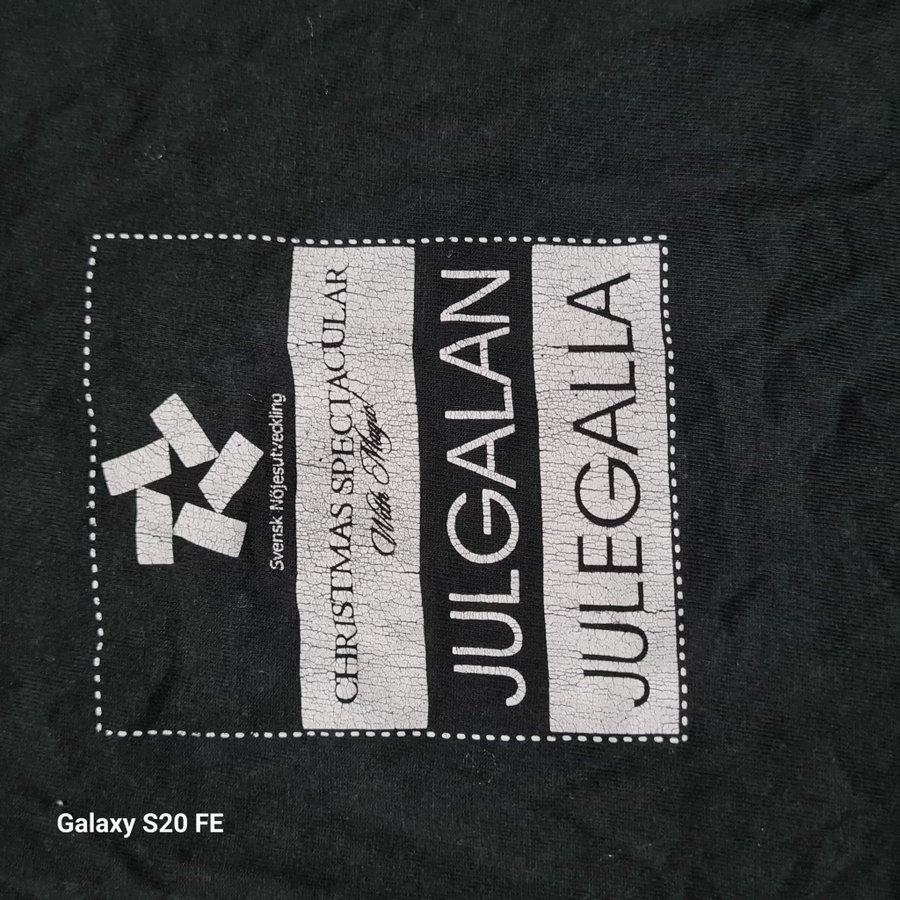 Svensk Nöjesutveckling
CHRISTMAS SPECTACULAR
With Magic!
JULGALAN
JULEGALLA
Galaxy S20 FE